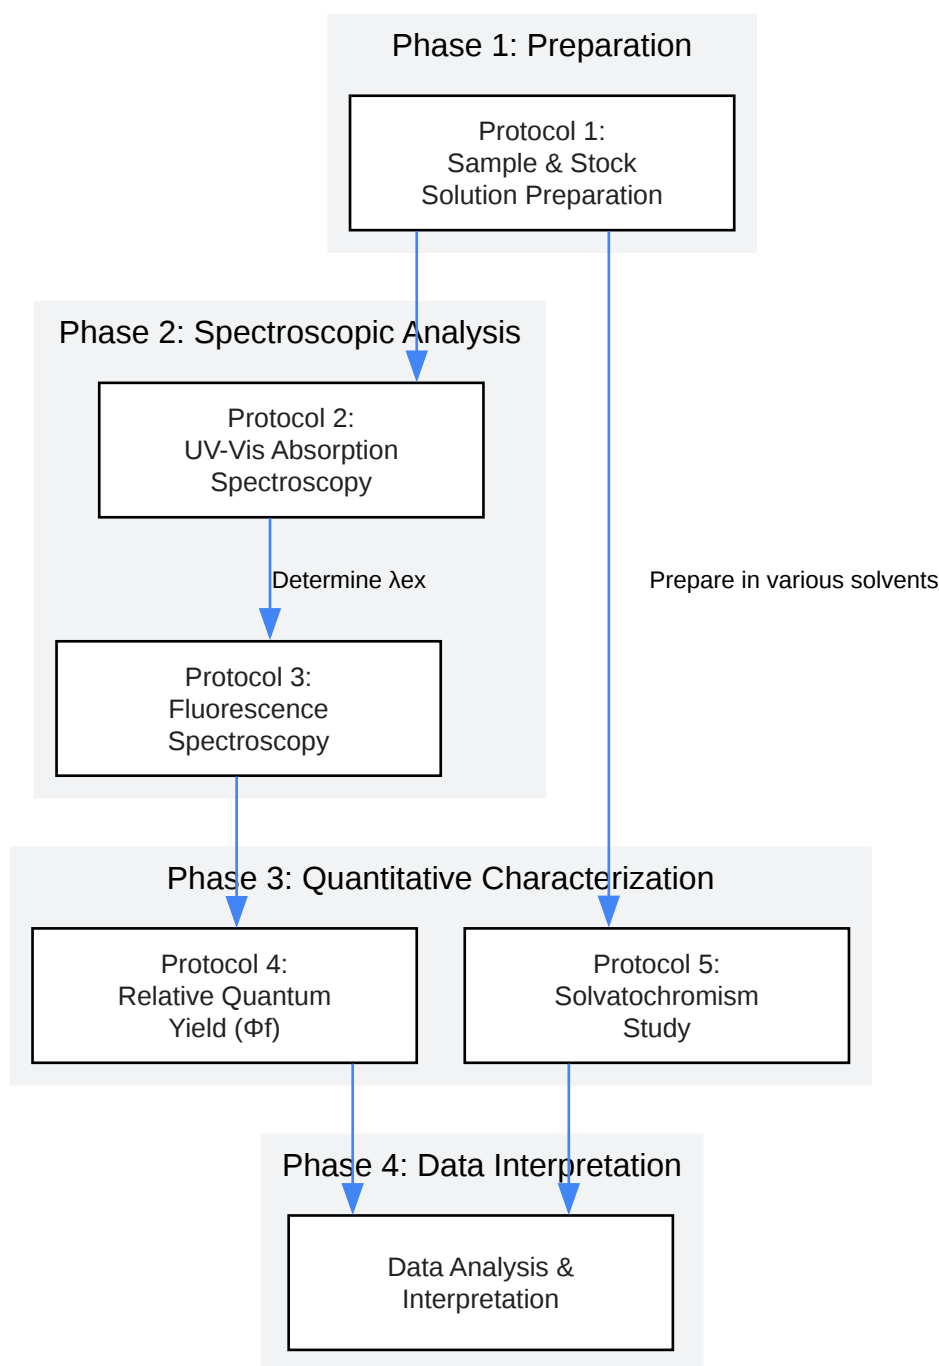 Phase 1: Preparation
Protocol 1:
Sample & Stock
Solution Preparation
Phase 2: Spectroscopic Analysis
Protocol 2:
UV-Vis Absorption
Spectroscopy
Determine λex
Prepare in various solvents
Protocol 3:
Fluorescence
Spectroscopy
Phase 3: Quantitative Characterization
Protocol 4:
Relative Quantum
Yield (Φf)
Protocol 5:
Solvatochromism
Study
Phase 4: Data Interpretation
Data Analysis &
Interpretation